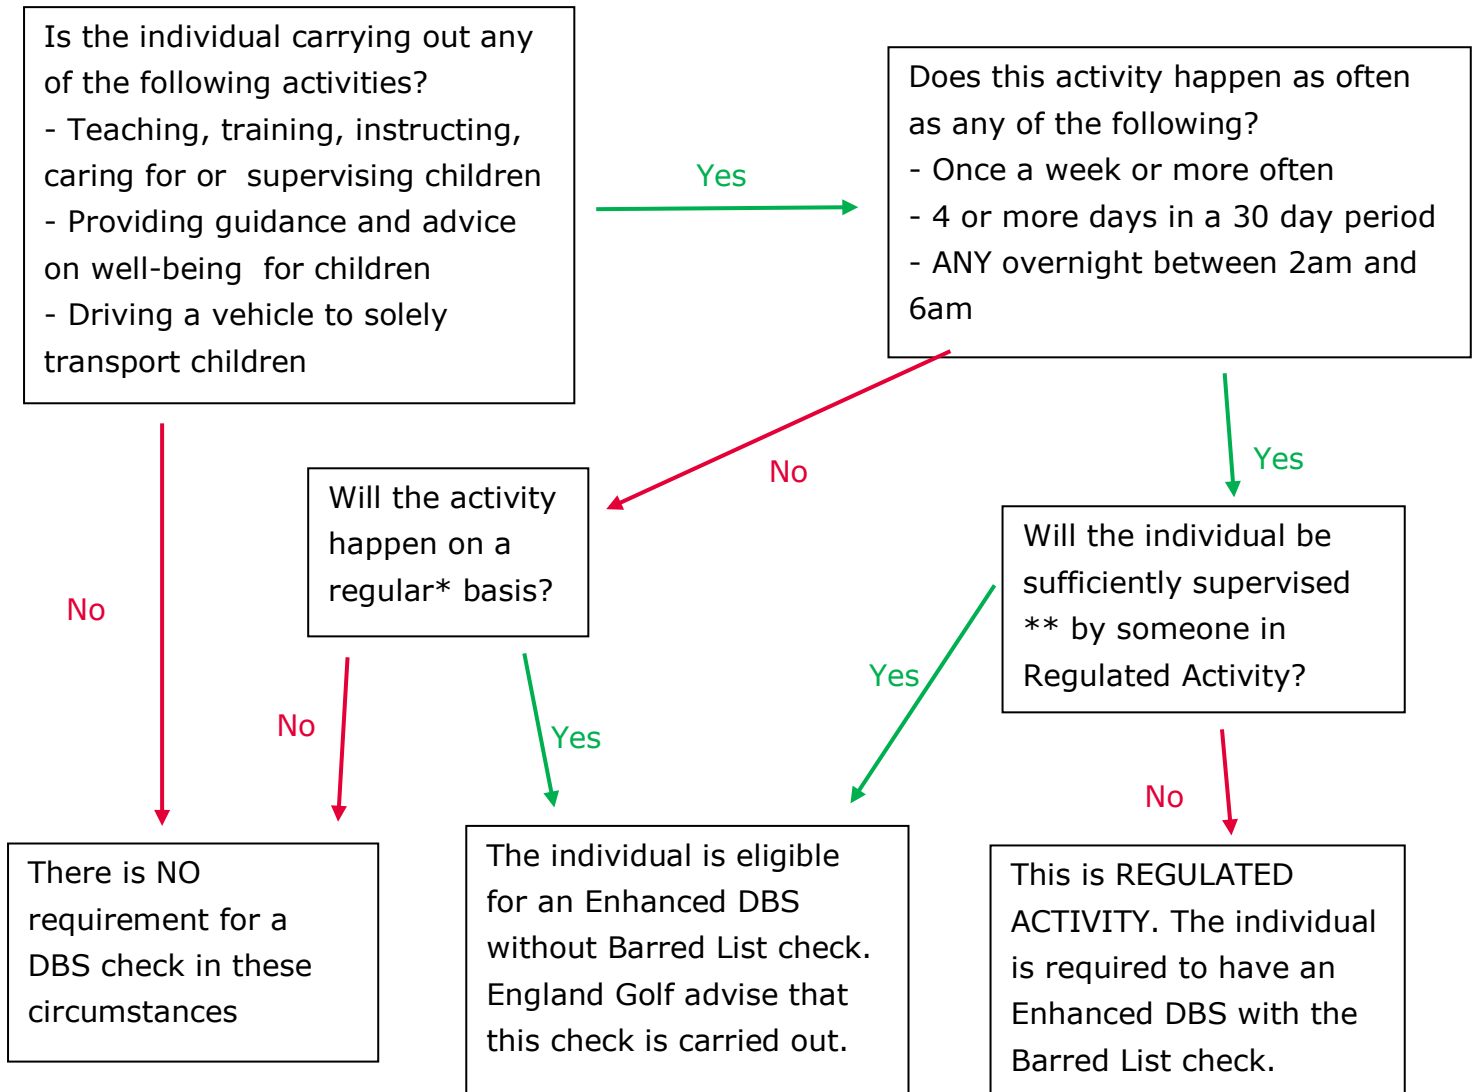 Is the individual carrying out any
of the following activities?
- Teaching, training, instructing,
caring for or  supervising children
- Providing guidance and advice
on well-being  for children
- Driving a vehicle to solely
transport children
Yes
Does this activity happen as often
as any of the following?
- Once a week or more often
- 4 or more days in a 30 day period
- ANY overnight between 2am and
6am
No
Yes
Will the activity
happen on a
regular* basis?
Will the individual be
sufficiently supervised
** by someone in
Regulated Activity?
No
No
Yes
Yes
No
There is NO
requirement for a
DBS check in these
circumstances
The individual is eligible
for an Enhanced DBS
without Barred List check.
England Golf advise that
this check is carried out.
This is REGULATED
ACTIVITY. The individual
is required to have an
Enhanced DBS with the
Barred List check.